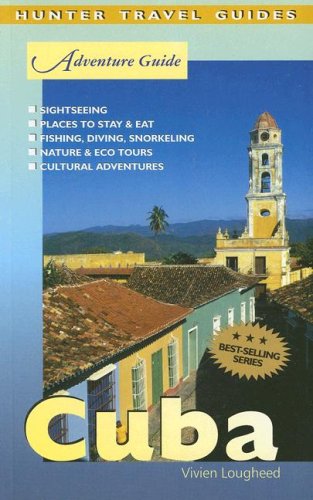 HUNTER TRAVEL GUIDES
Adventure Guide
SIGHTSEEING
PLACES TO STAY & EAT
FISHING, DIVING, SNORKELING
NATURE & ECO TOURS
CULTURAL ADVENTURES
BEST-SELLING
SERIES
Cuba
Vivien Lougheed